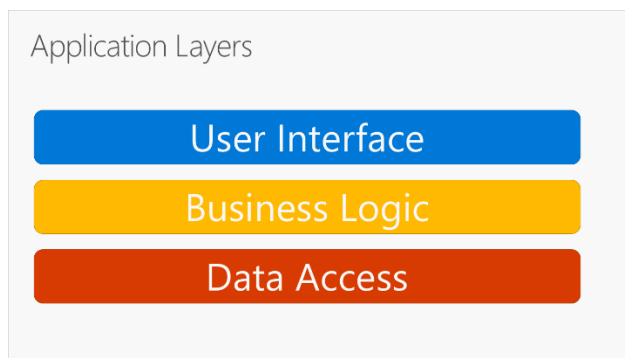 Application Layers
User Interface
Business Logic
Data Access